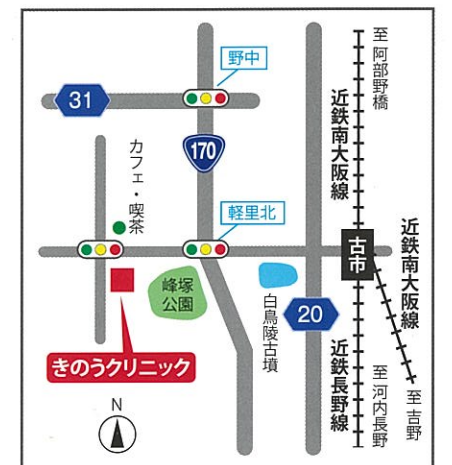 野中
31
170
至 阿部野橋
近鉄南大阪線
カフェ・喫茶
軽里北
古市
近鉄南大阪線
峰塚
公園
白鳥陵古墳
20
きのうクリニック
近鉄長野線
至 河内長野
至 吉野
N